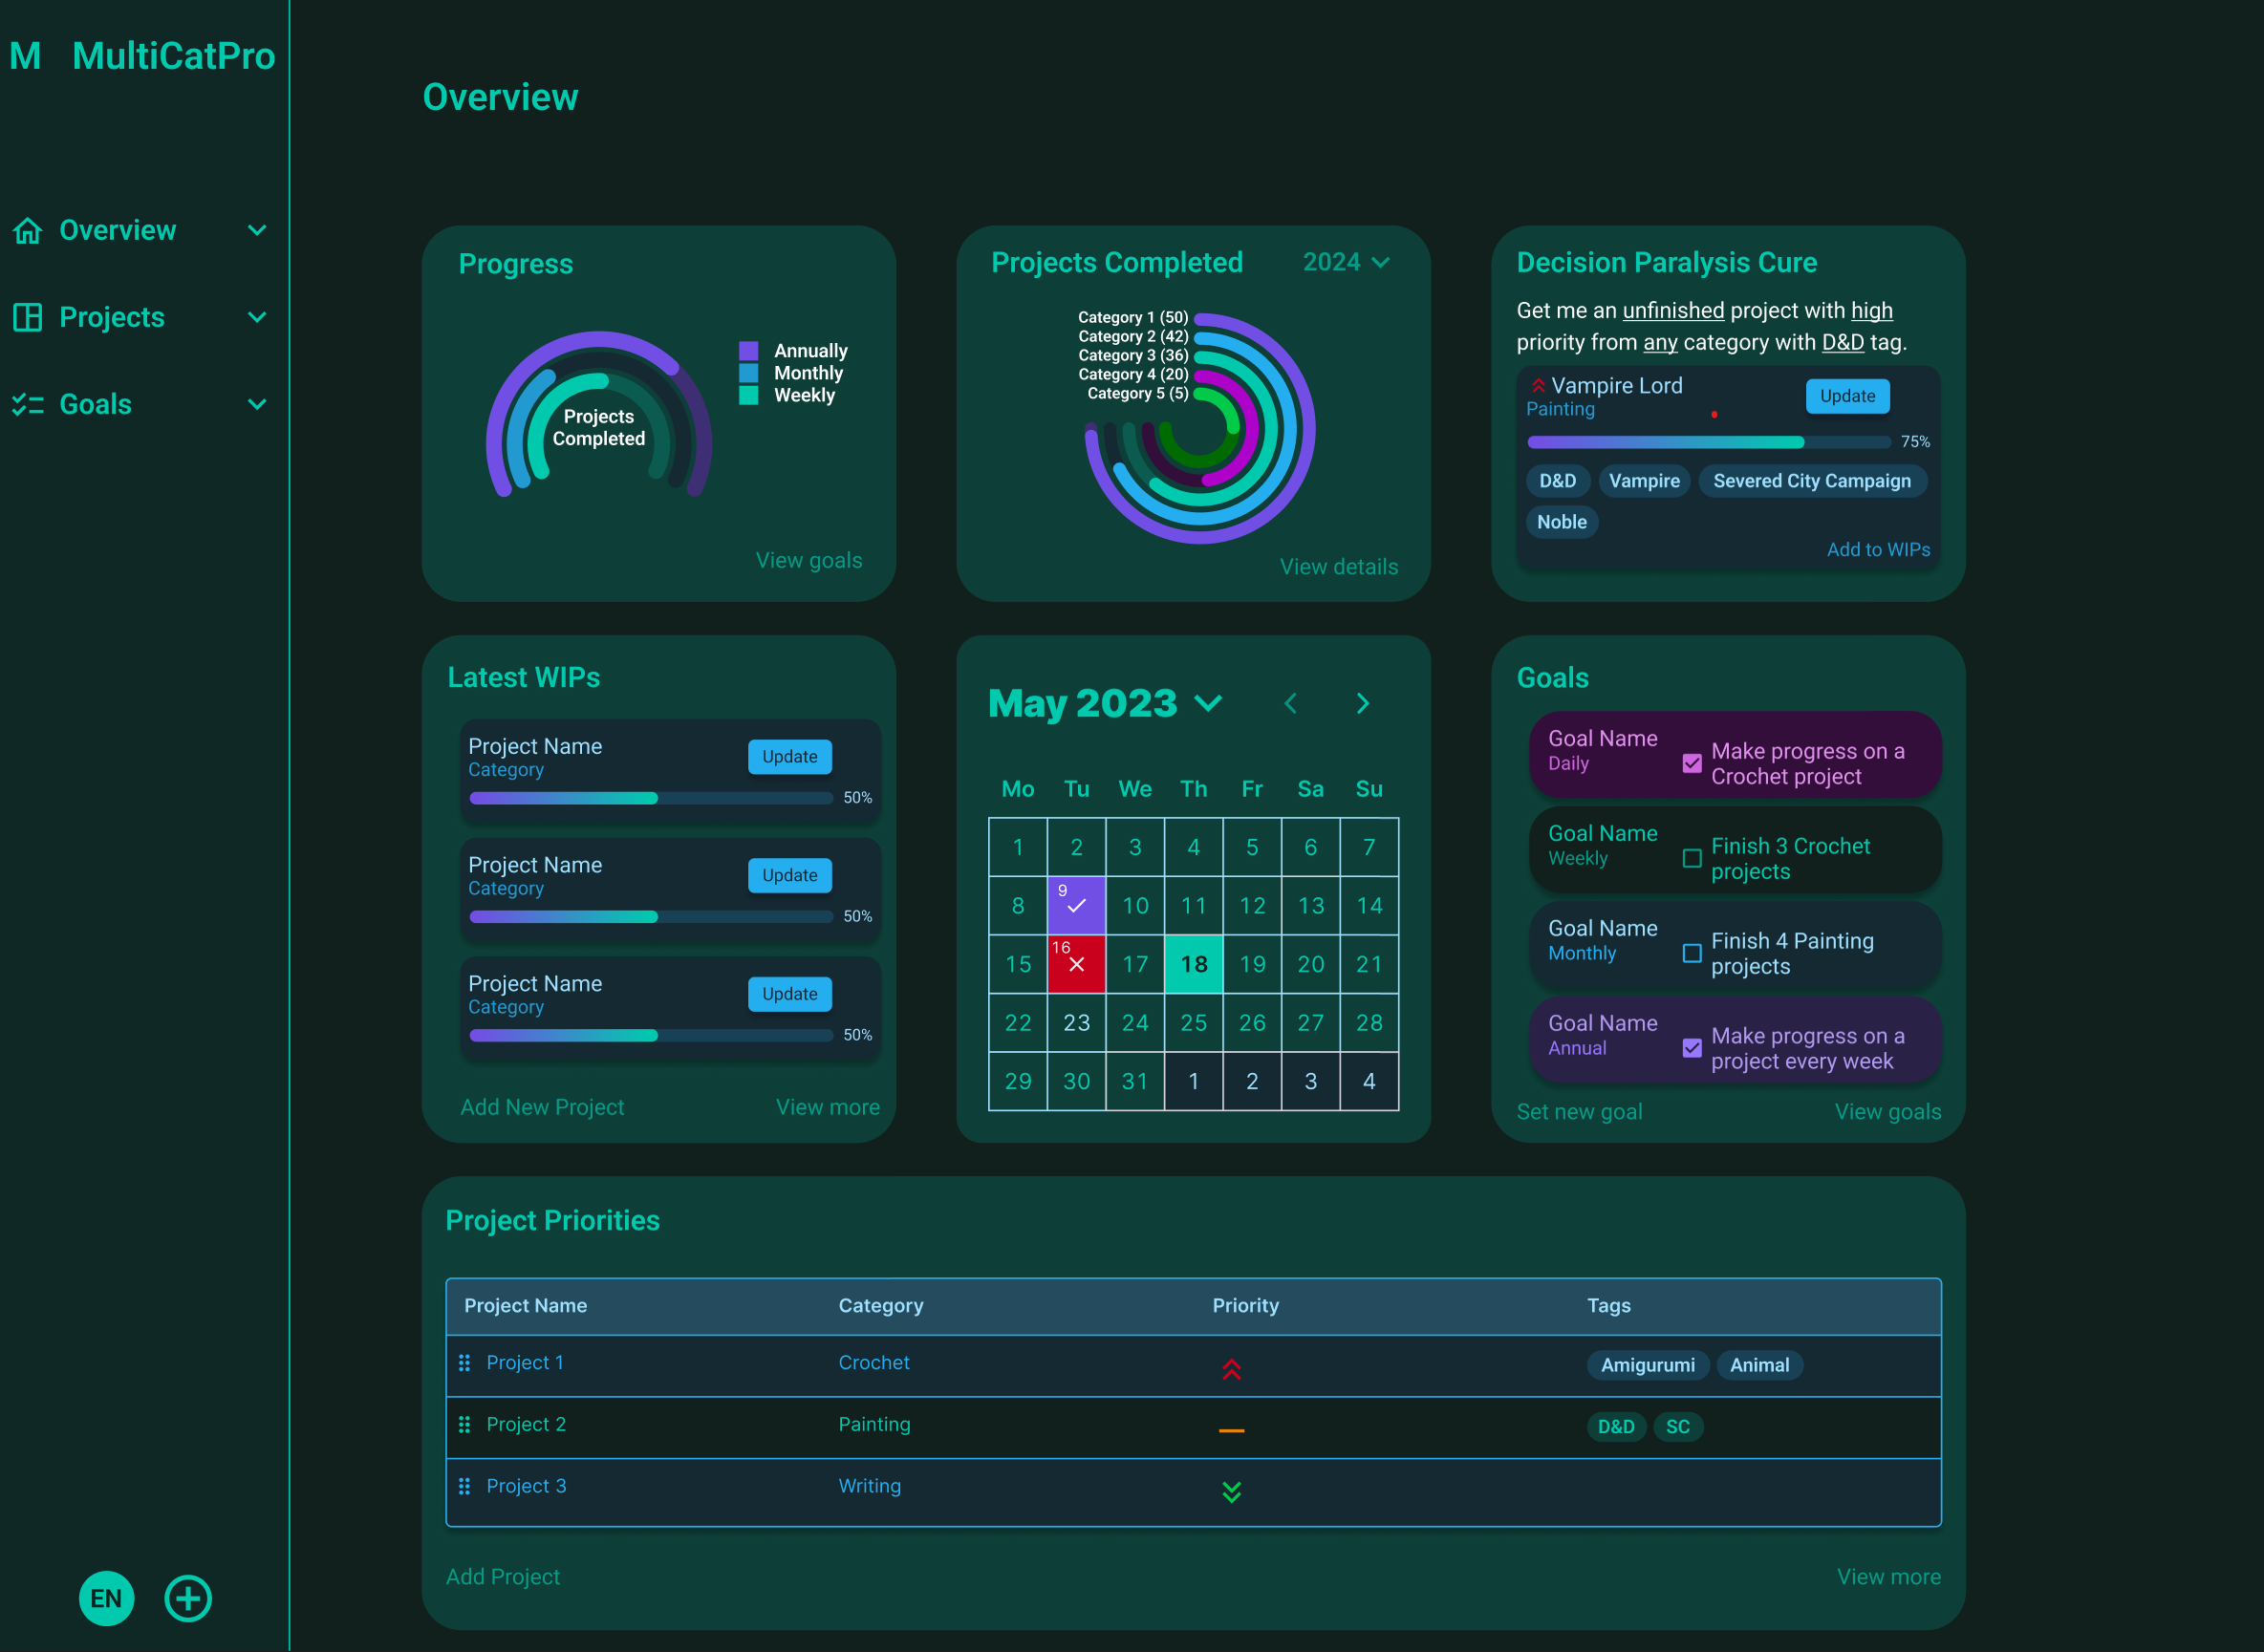 M MultiCatPro
Overview
Projects
Goals
EN
Overview
Progress
Projects
Completed
Annually
Monthly
Weekly
View goals
Projects Completed 2024
Category 1 (50)
Category 2 (42)
Category 3 (36)
Category 4 (20)
Category 5 (5)
View details
Decision Paralysis Cure
Get me an unfinished project with high
priority from any category with D&D tag.
Vampire Lord
Painting
Update
75%
D&D Vampire Severed City Campaign
Noble
Add to WIPs
Latest WIPs
Project Name
Category
Update
50%
Project Name
Category
Update
50%
Project Name
Category
Update
50%
Add New Project View more
May 2023
Mo Tu We Th Fr Sa Su
1 2 3 4 5 6 7
8 9 10 11 12 13 14
15 16 17 18 19 20 21
22 23 24 25 26 27 28
29 30 31 1 2 3 4
Goals
Goal Name
Daily
Make progress on a
Crochet project
Goal Name
Weekly
Finish 3 Crochet
projects
Goal Name
Monthly
Finish 4 Painting
projects
Goal Name
Annual
Make progress on a
project every week
Set new goal View goals
Project Priorities
Project Name Category Priority Tags
Project 1 Crochet Amigurumi Animal
Project 2 Painting D&D SC
Project 3 Writing
Add Project View more